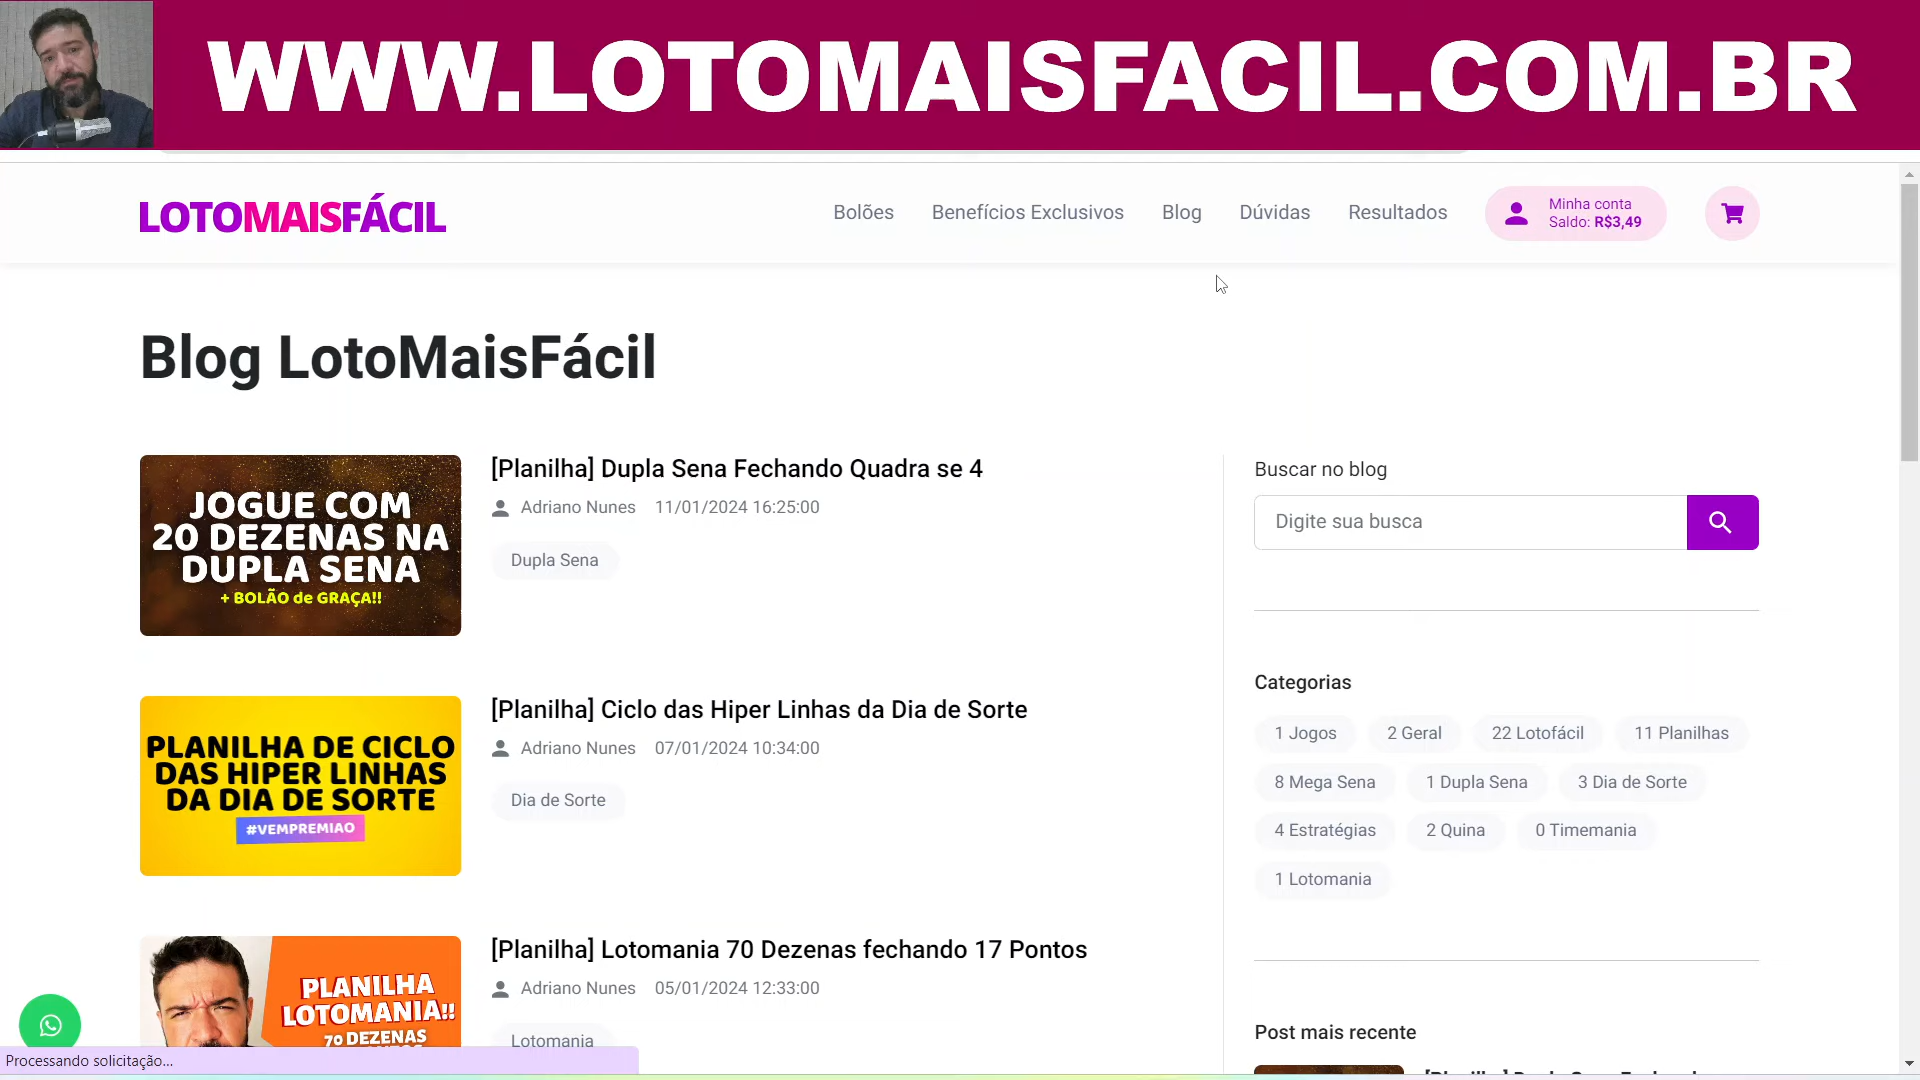 WWW.LOTOMAISFACIL.COM.BR
LOTOMAISFÁCIL
Bolões
Benefícios Exclusivos
Blog
Dúvidas
Resultados
Minha conta
Saldo: R$3,49
Blog LotoMaisFácil
JOGUE COM
20 DEZENAS NA
DUPLA SENA
+ BOLÃO de GRAÇA!!
[Planilha] Dupla Sena Fechando Quadra se 4
Adriano Nunes 11/01/2024 16:25:00
Dupla Sena
PLANILHA DE CICLO
DAS HIPER LINHAS
DA DIA DE SORTE
#VEMPREMIAO
[Planilha] Ciclo das Hiper Linhas da Dia de Sorte
Adriano Nunes 07/01/2024 10:34:00
Dia de Sorte
PLANILHA
LOTOMANIA!!
70 DEZENAS
[Planilha] Lotomania 70 Dezenas fechando 17 Pontos
Adriano Nunes 05/01/2024 12:33:00
Lotomania
Buscar no blog
Digite sua busca
Categorias
1 Jogos
2 Geral
22 Lotofácil
11 Planilhas
8 Mega Sena
1 Dupla Sena
3 Dia de Sorte
4 Estratégias
2 Quina
0 Timemania
1 Lotomania
Post mais recente
Processando solicitação...